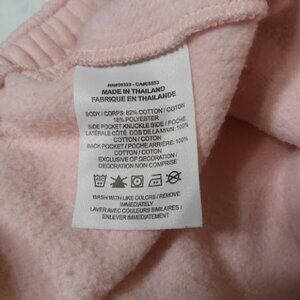 MADE IN THAILAND
FABRIQUE EN THAILANDE
BODY / CORPS: 82% COTTON / COTON
18% POLYESTER
SIDE POCKET KNUCKLE SIDE / POCHE
LATERALE CÔTÉ DOS DE LA MAIN: 100%
COTTON / COTON
BACK POCKET / POCHE ARRIÈRE: 100%
COTTON / COTON
EXCLUSIVE OF DECORATION /
DECORATION NON COMPRISE
WASH WITH LIKE COLORS / REMOVE
IMMEDIATELY
LAVER AVEC COULEURS SIMILAIRES /
ENLEVER IMMEDIATEMENT